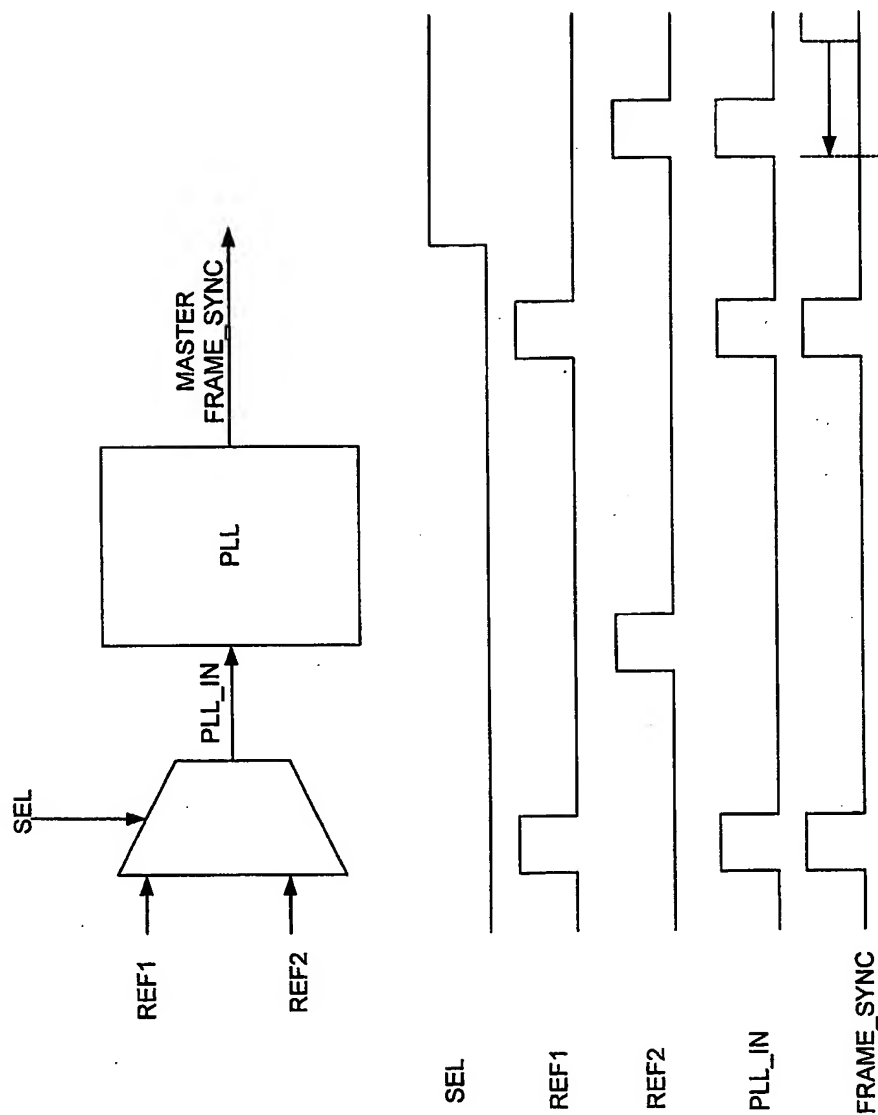 SEL
REF1
REF2
PLL_IN
PLL
MASTER
FRAME_SYNC
SEL
REF1
REF2
PLL_IN
FRAME_SYNC